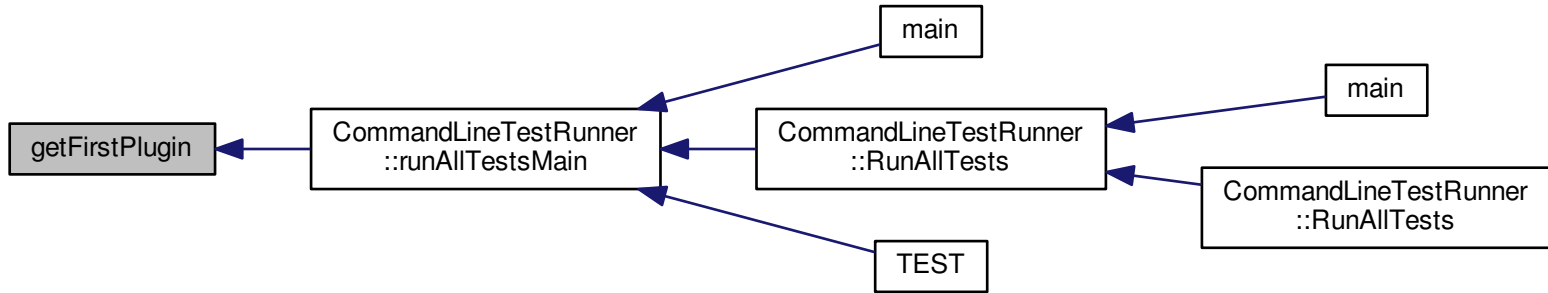 getFirstPlugin
CommandLineTestRunner
::runAllTestsMain
main
CommandLineTestRunner
::RunAllTests
TEST
main
CommandLineTestRunner
::RunAllTests